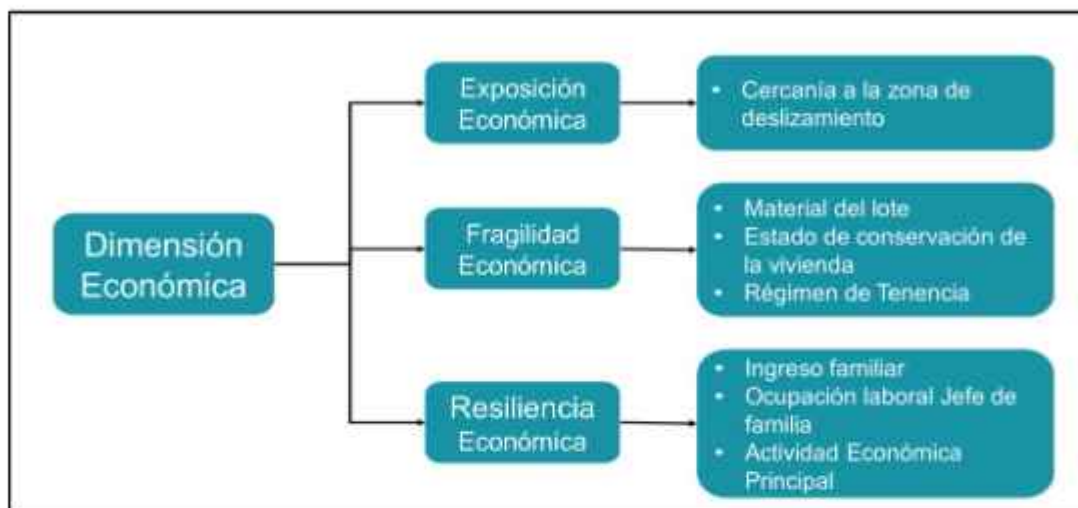 Dimensión
Económica
Exposición
Económica
• Cercanía a la zona de
deslizamiento
Fragilidad
Económica
• Material del lote
• Estado de conservación de
la vivienda
• Régimen de Tenencia
Resiliencia
Económica
• Ingreso familiar
• Ocupación laboral Jefe de
familia
• Actividad Económica
Principal